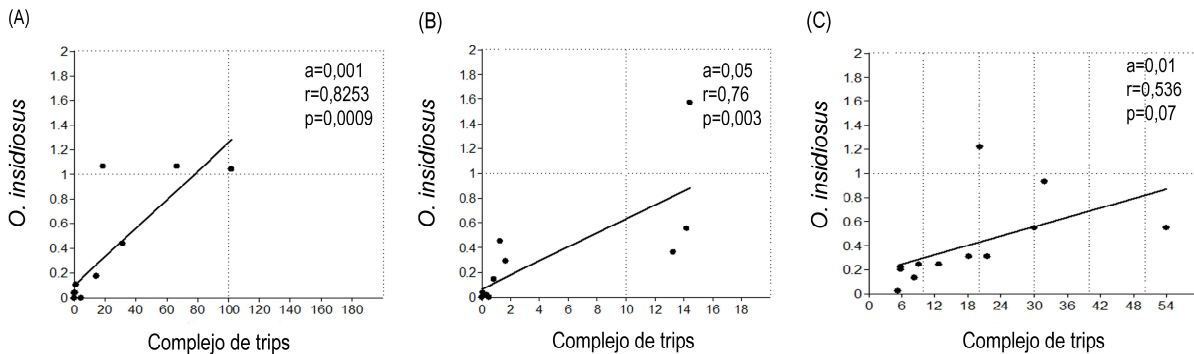 (A)
a=0,001
r=0,8253
p=0,0009
2
1.8
1.6
1.4
1.2
1
0.8
0.6
0.4
0.2
0
O. insidiosus
0 20 40 60 80 100 120 140 160 180
Complejo de trips
(B)
a=0,05
r=0,76
p=0,003
2
1.8
1.6
1.4
1.2
1
0.8
0.6
0.4
0.2
0
O. insidiosus
0 2 4 6 8 10 12 14 16 18
Complejo de trips
(C)
a=0,01
r=0,536
p=0,07
2
1.8
1.6
1.4
1.2
1
0.8
0.6
0.4
0.2
0
O. insidiosus
0 6 12 18 24 30 36 42 48 54
Complejo de trips